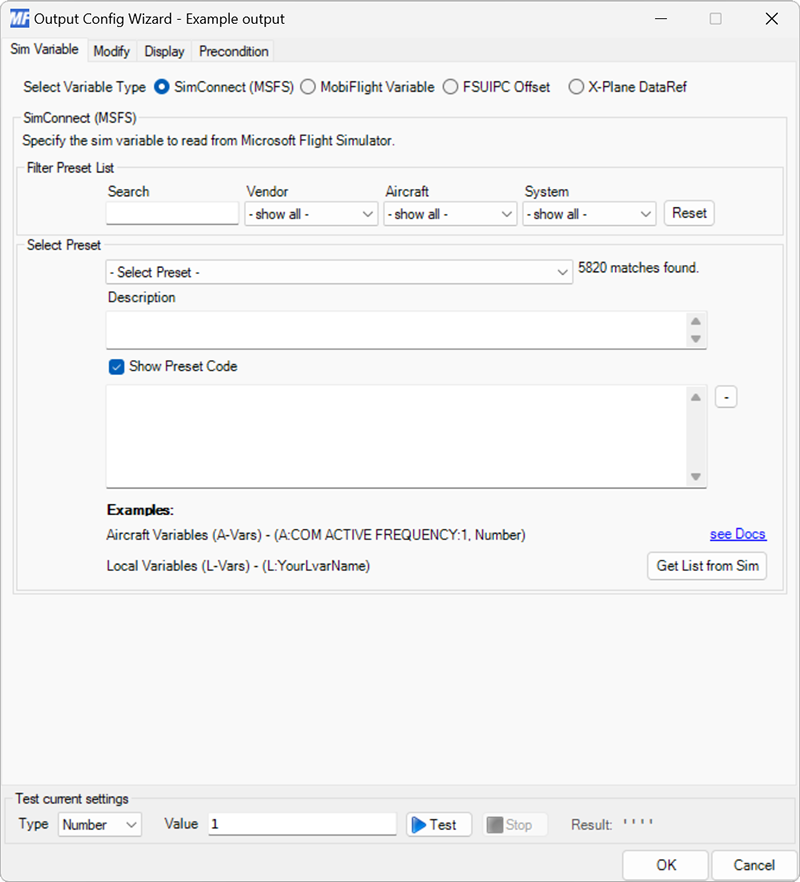 MF Output Config Wizard - Example output
Sim Variable Modify Display Precondition
Select Variable Type SimConnect (MSFS) MobiFlight Variable FSUIPC Offset X-Plane DataRef
SimConnect (MSFS)
Specify the sim variable to read from Microsoft Flight Simulator.
Filter Preset List
Search Vendor Aircraft System
- show all - - show all - - show all - Reset
Select Preset
- Select Preset - 5820 matches found.
Description
Show Preset Code
-
Examples:
Aircraft Variables (A-Vars) - (A:COM ACTIVE FREQUENCY:1, Number) see Docs
Local Variables (L-Vars) - (L:YourLvarName) Get List from Sim
Test current settings
Type Number Value 1 Test Stop Result: ' ' ' '
OK Cancel